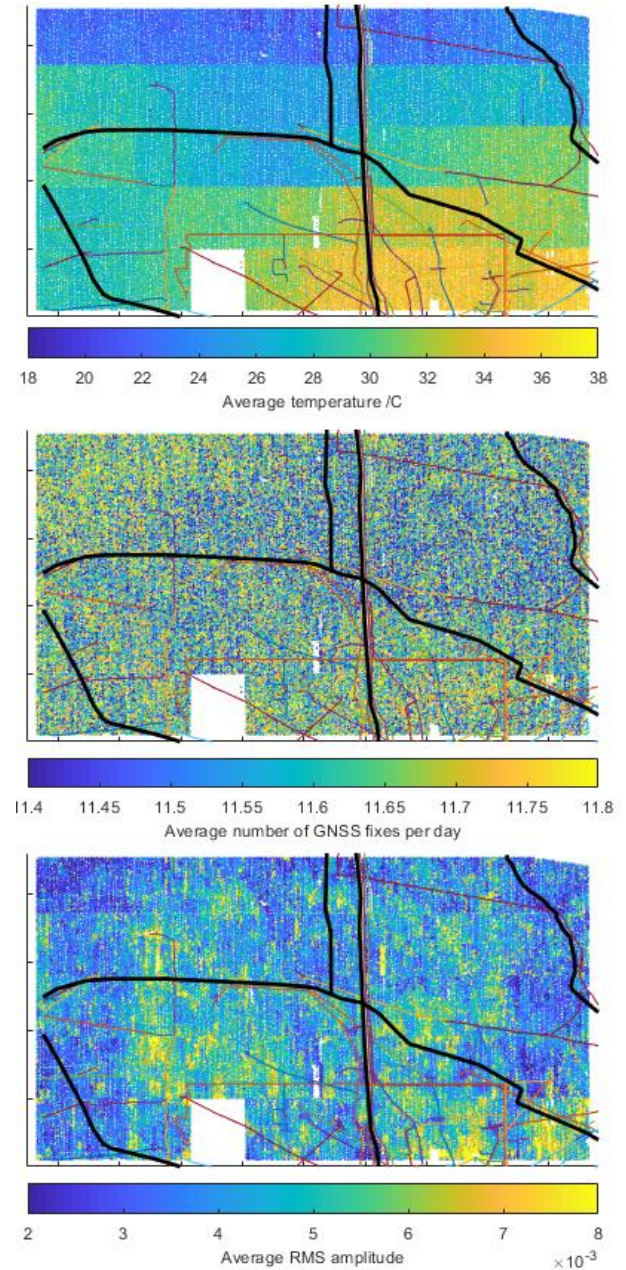 18 20 22 24 26 28 30 32 34 36 38
Average temperature /C
11.4 11.45 11.5 11.55 11.6 11.65 11.7 11.75 11.8
Average number of GNSS fixes per day
2 3 4 5 6 7 8
Average RMS amplitude ×10⁻³